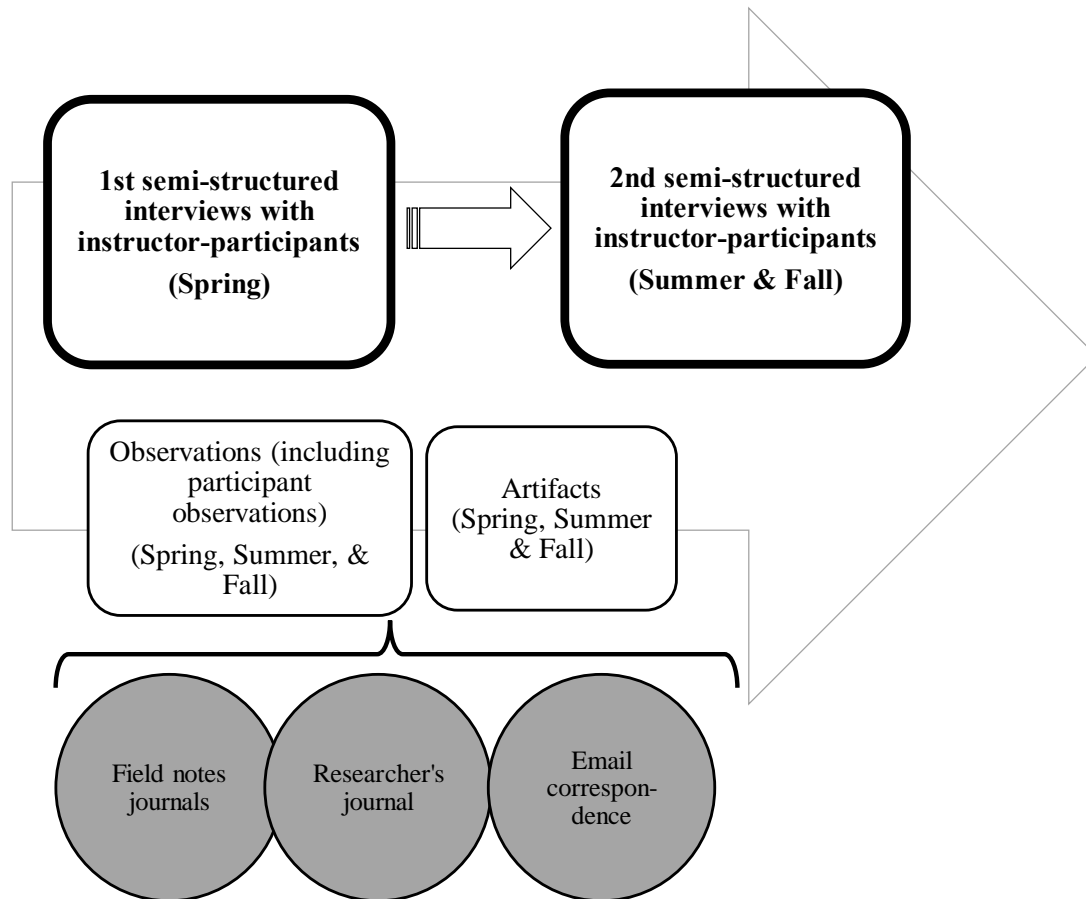 1st semi-structured
interviews with
instructor-participants
(Spring)
2nd semi-structured
interviews with
instructor-participants
(Summer & Fall)
Observations (including
participant
observations)
(Spring, Summer, &
Fall)
Artifacts
(Spring, Summer
& Fall)
Field notes
journals
Researcher's
journal
Email
correspon-
dence